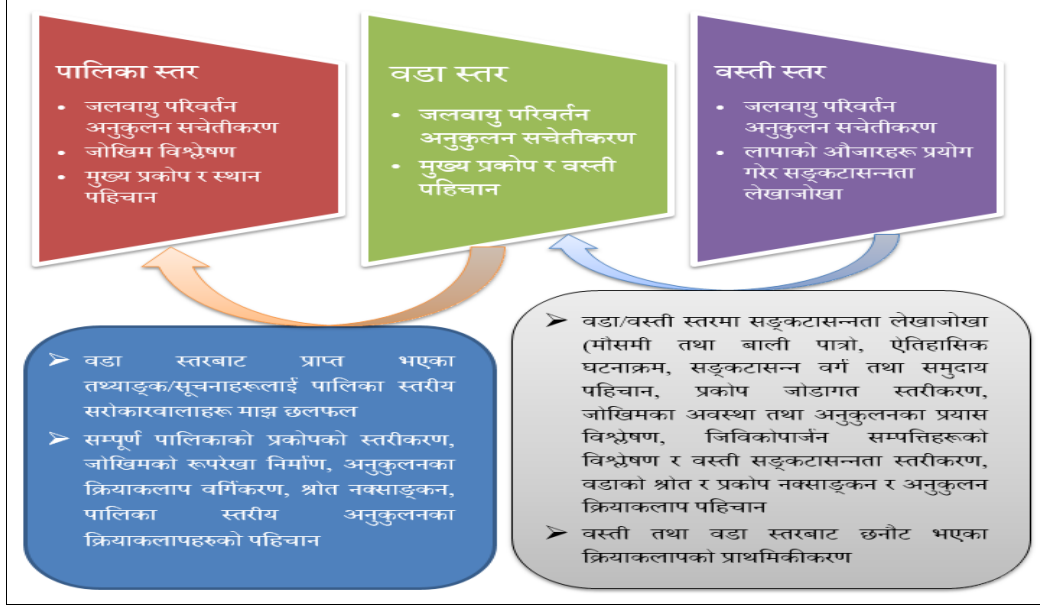 पालिका स्तर
• जलवायु परिवर्तन
अनुकुलन सचेतीकरण
• जोखिम विश्लेषण
• मुख्य प्रकोप र स्थान
पहिचान
वडा स्तर
• जलवायु परिवर्तन
अनुकुलन सचेतीकरण
• मुख्य प्रकोप र वस्ती
पहिचान
वस्ती स्तर
• जलवायु परिवर्तन
अनुकुलन सचेतीकरण
• लापाको औजारहरू प्रयोग
गरेर सङ्कटासन्नता
लेखाजोखा
➢ वडा स्तरबाट प्राप्त भएका
तथ्याङ्क/सूचनाहरूलाई पालिका स्तरीय
सरोकारवालाहरू माझ छलफल
➢ सम्पूर्ण पालिकाको प्रकोपको स्तरीकरण,
जोखिमको रूपरेखा निर्माण, अनुकुलनका
क्रियाकलाप वर्गिकरण, श्रोत नक्साङ्कन,
पालिका स्तरीय अनुकुलनका
क्रियाकलापहरुको पहिचान
➢ वडा/वस्ती स्तरमा सङ्कटासन्नता लेखाजोखा
(मौसमी तथा बाली पात्रो, ऐतिहासिक
घटनाक्रम, सङ्कटासन्न वर्ग तथा समुदाय
पहिचान, प्रकोप जोडागत स्तरीकरण,
जोखिमका अवस्था तथा अनुकुलनका प्रयास
विश्लेषण, जिविकोपार्जन सम्पत्तिहरूको
विश्लेषण र वस्ती सङ्कटासन्नता स्तरीकरण,
वडाको श्रोत र प्रकोप नक्साङ्कन र अनुकुलन
क्रियाकलाप पहिचान
➢ वस्ती तथा वडा स्तरबाट छनौट भएका
क्रियाकलापको प्राथमिकीकरण